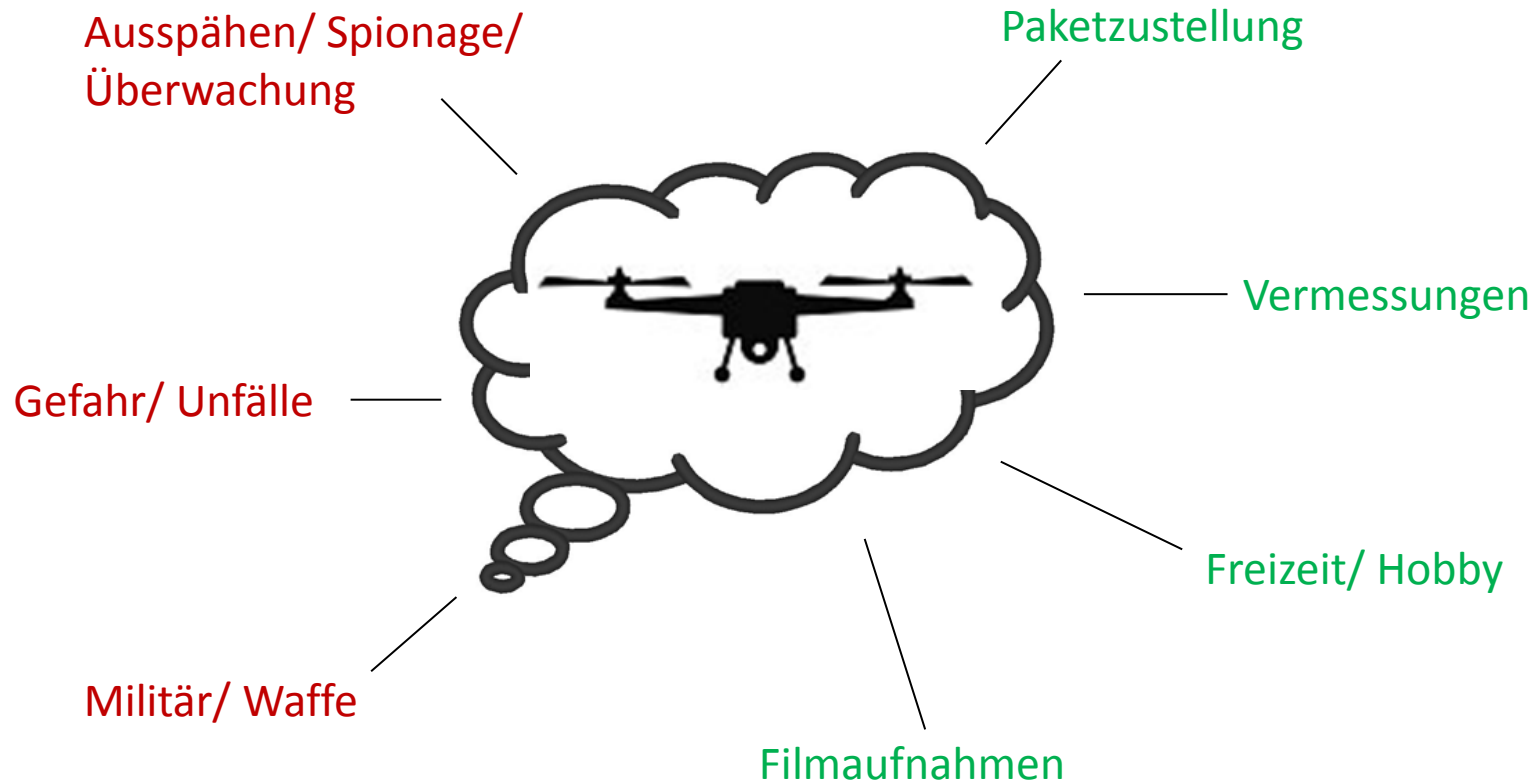 Ausspähen/ Spionage/
Überwachung
Paketzustellung
Vermessungen
Gefahr/ Unfälle
Freizeit/ Hobby
Militär/ Waffe
Filmaufnahmen